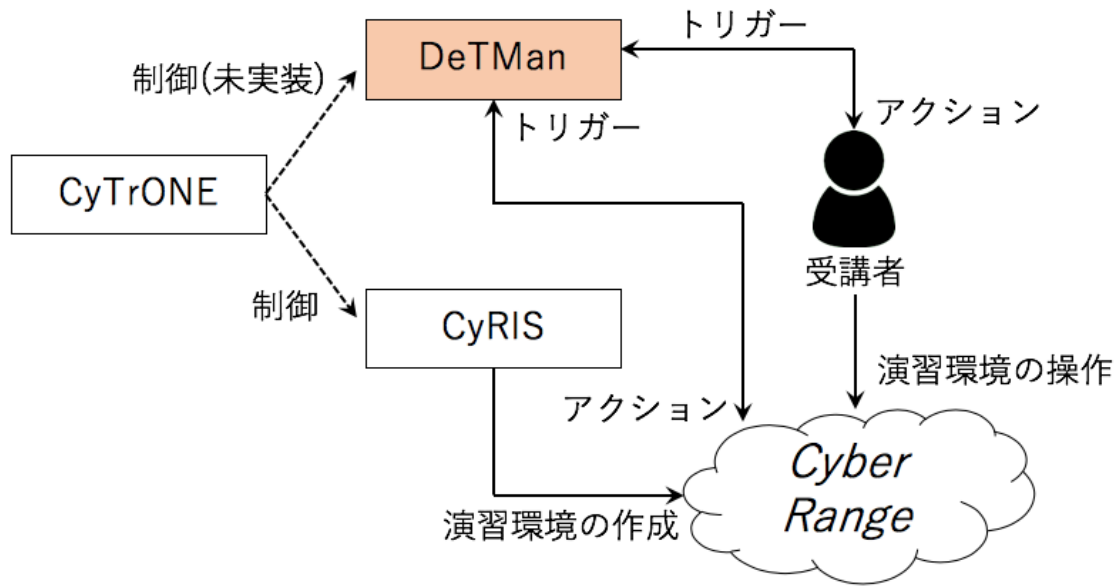 トリガー
DeTMan
制御(未実装)
アクション
トリガー
CyTrONE
受講者
制御
CyRIS
演習環境の操作
アクション
Cyber
Range
演習環境の作成